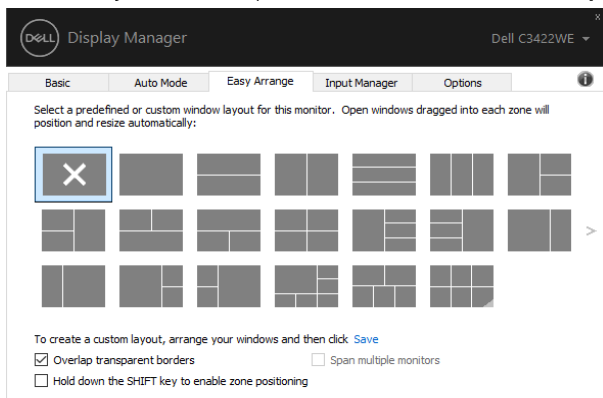 DELL Display Manager
Dell C3422WE
x
Basic Auto Mode Easy Arrange Input Manager Options
Select a predefined or custom window layout for this monitor. Open windows dragged into each zone will
position and resize automatically:
>
To create a custom layout, arrange your windows and then click Save
Overlap transparent borders Span multiple monitors
Hold down the SHIFT key to enable zone positioning